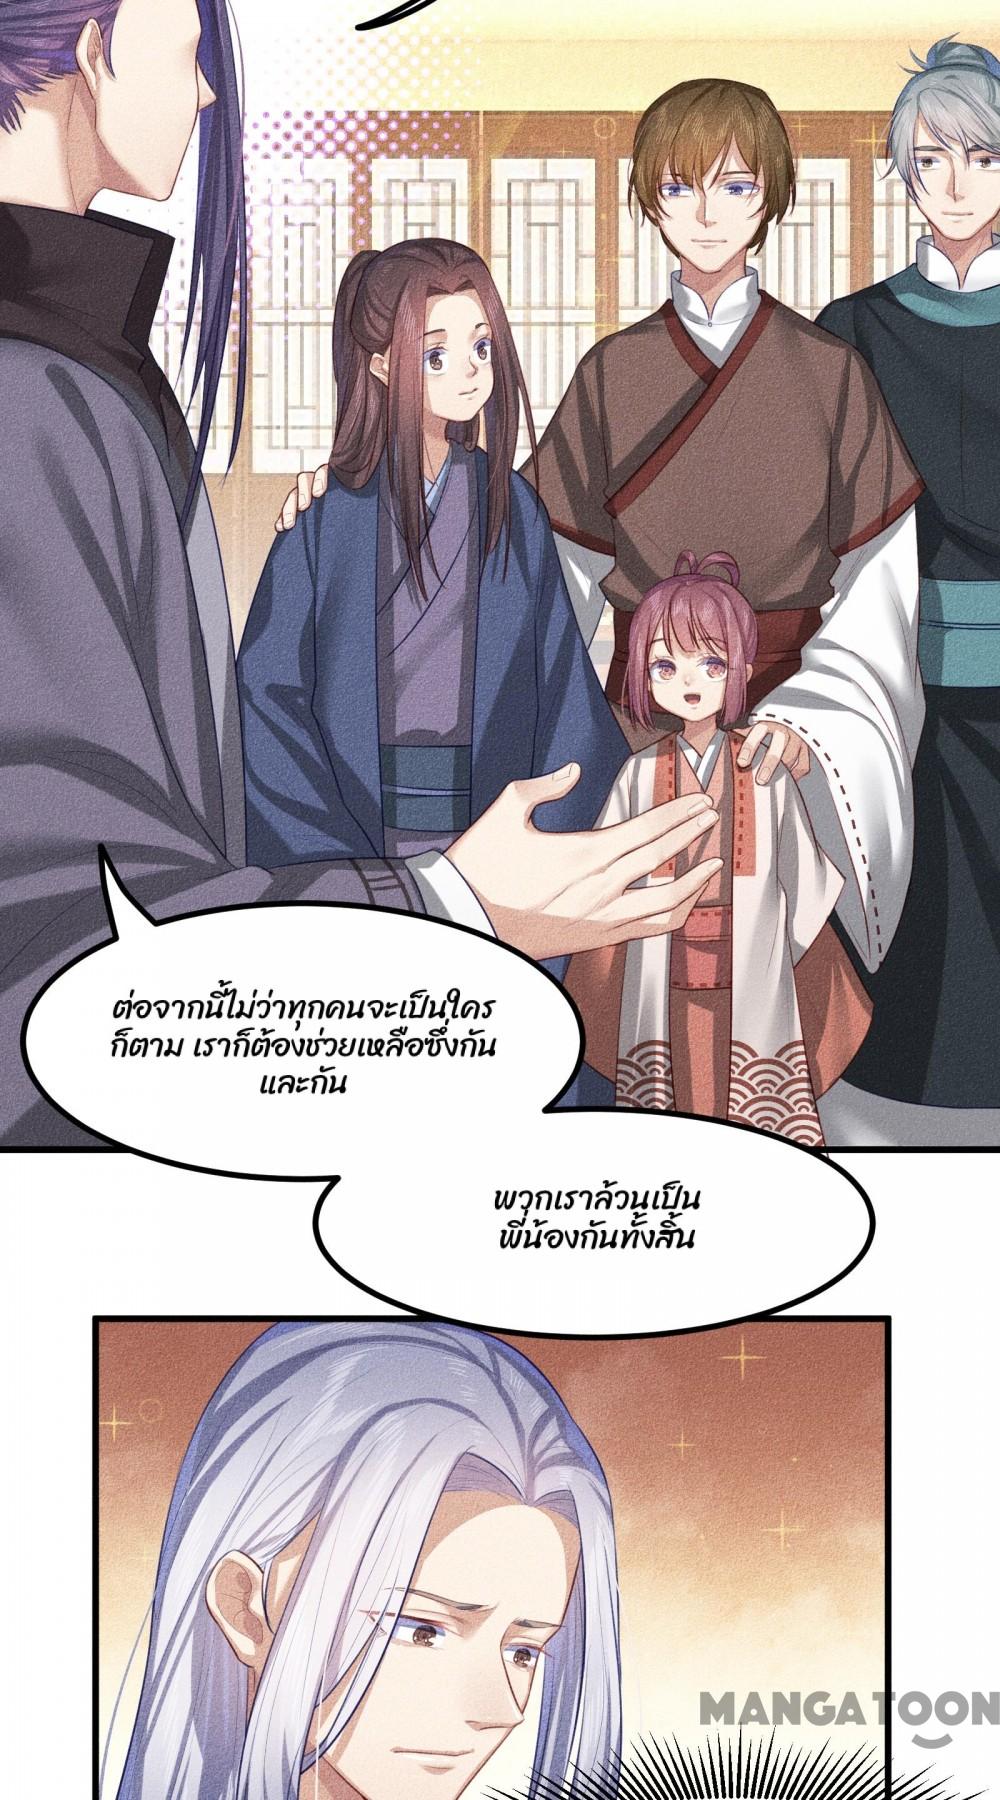 ต่อจากนี้ไม่ว่าทุกคนจะเป็นใคร
ก็ตาม เราก็ต้องช่วยเหลือซึ่งกัน
และกัน
พวกเราล้วนเป็น
พี่น้องกันทั้งสิ้น
MANGATOON